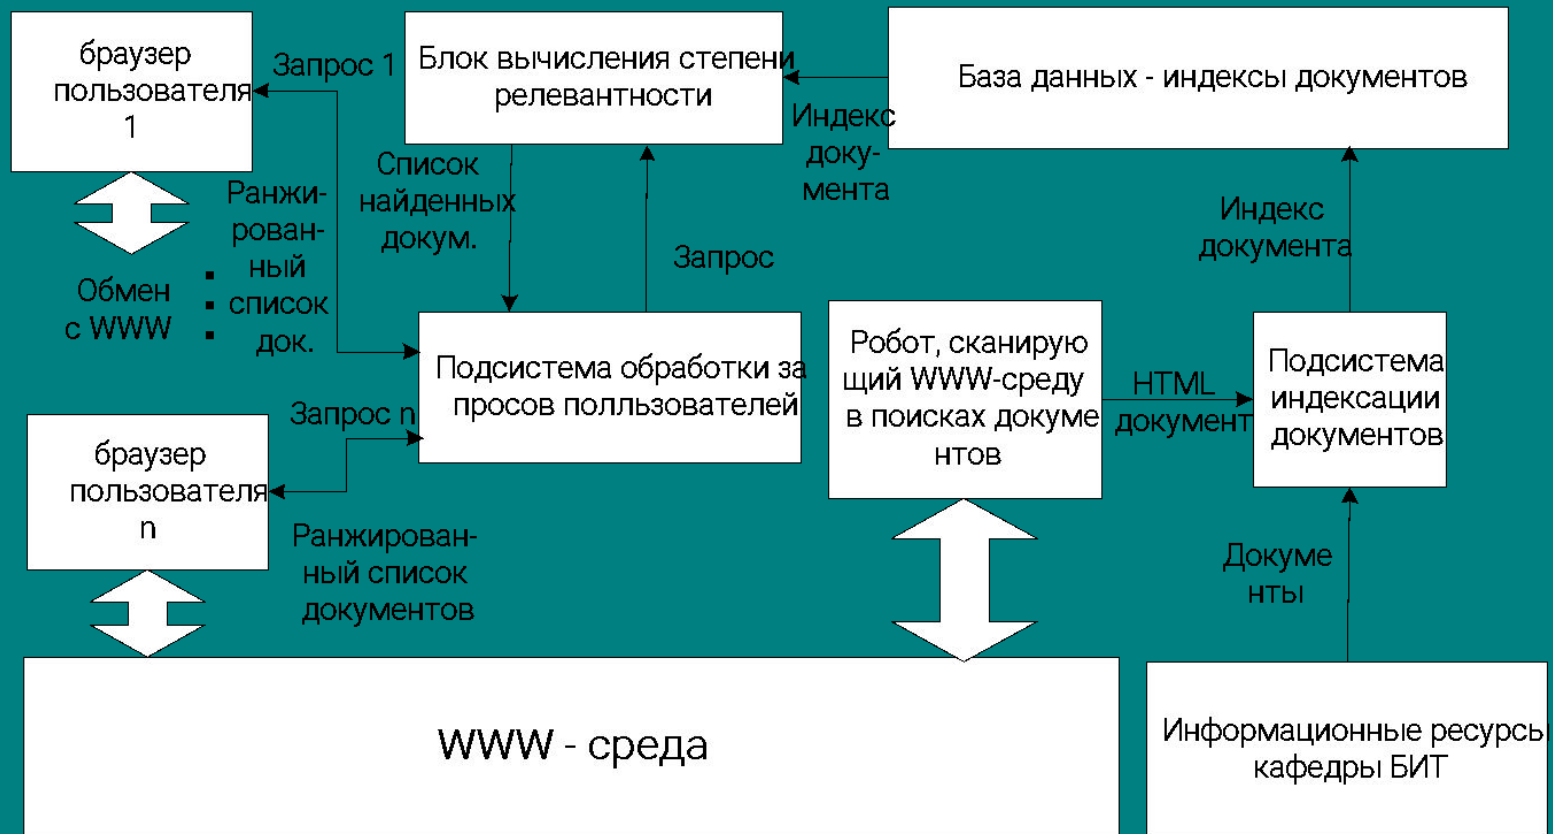 браузер
пользователя
1
Запрос 1
Блок вычисления степени
релевантности
База данных - индексы документов
Индекс
доку-
мента
Список
найденных
докум.
Ранжи-
рован-
ный
список
док.
Обмен
с WWW
Запрос
Индекс
документа
Подсистема обработки за
просов полльзователей
Робот, сканирую
щий WWW-среду
в поисках докуме
нтов
HTML
документ
Подсистема
индексации
документов
Запрос n
браузер
пользователя
n
Ранжирован-
ный список
документов
Докуме
нты
WWW - среда
Информационные ресурсы
кафедры БИТ